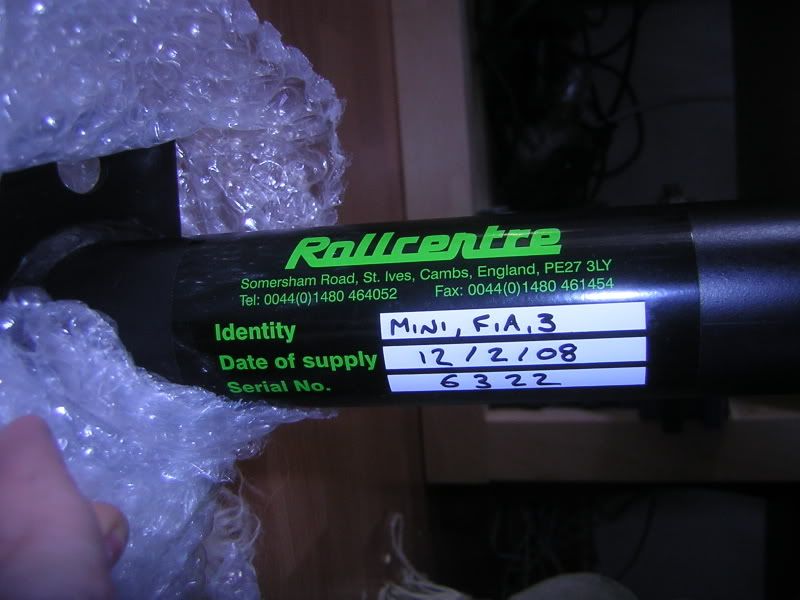 Rollcentre
Somersham Road, St. Ives, Cambs, England, PE27 3LY
Tel: 0044(0)1480 464052 Fax: 0044(0)1480 461454
Identity MINI, FIA, 3
Date of supply 12/2/08
Serial No. 6322